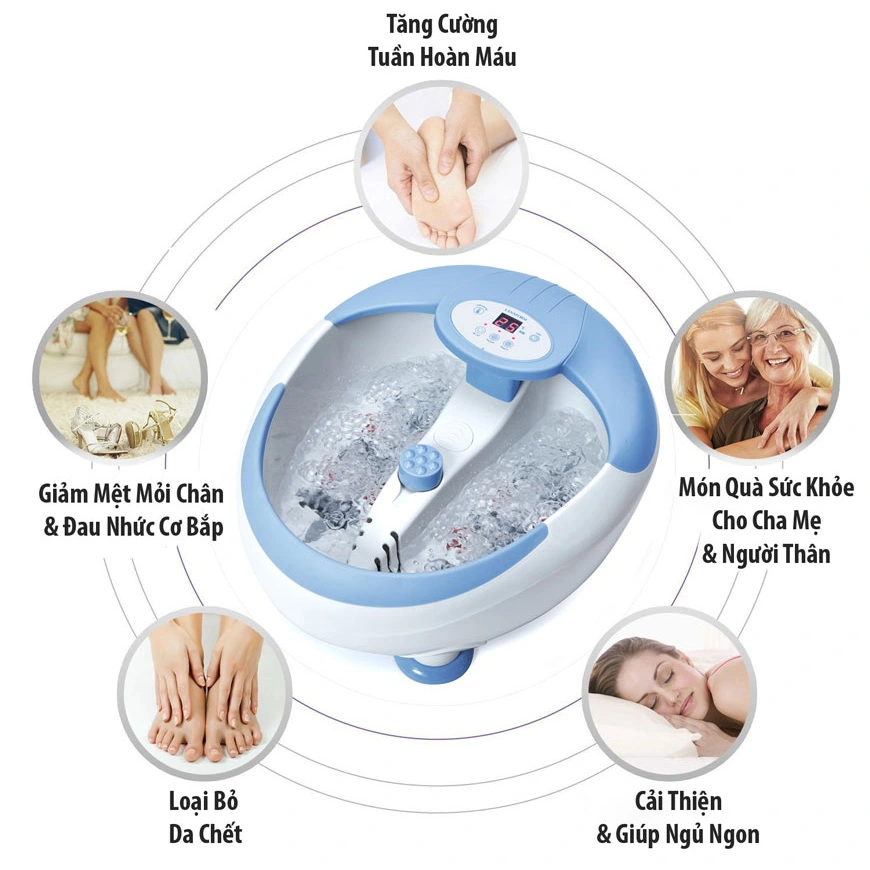 Tăng Cường
Tuần Hoàn Máu
25
Giảm Mệt Mỏi Chân
& Đau Nhức Cơ Bắp
Món Quà Sức Khỏe
Cho Cha Mẹ
& Người Thân
Loại Bỏ
Da Chết
Cải Thiện
& Giúp Ngủ Ngon